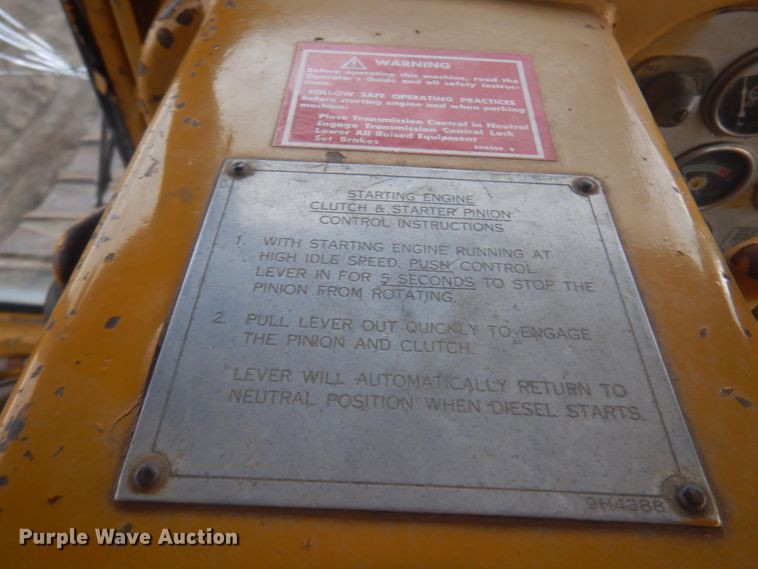 WARNING
Before operating this machine, read the
Operator's Guide and all safety instruc-
tions.
FOLLOW SAFE OPERATING PRACTICES
Before starting engine and when parking
machine:
Place Transmission Control in Neutral
Engage Transmission Control Lock
Lower All Raised Equipment
Set Brakes
STARTING ENGINE
CLUTCH & STARTER PINION
CONTROL INSTRUCTIONS
1. WITH STARTING ENGINE RUNNING AT
HIGH IDLE SPEED, PUSH CONTROL
LEVER IN FOR 5 SECONDS TO STOP THE
PINION FROM ROTATING.
2. PULL LEVER OUT QUICKLY TO ENGAGE
THE PINION AND CLUTCH.
LEVER WILL AUTOMATICALLY RETURN TO
NEUTRAL POSITION WHEN DIESEL STARTS.
9H4388
Purple Wave Auction